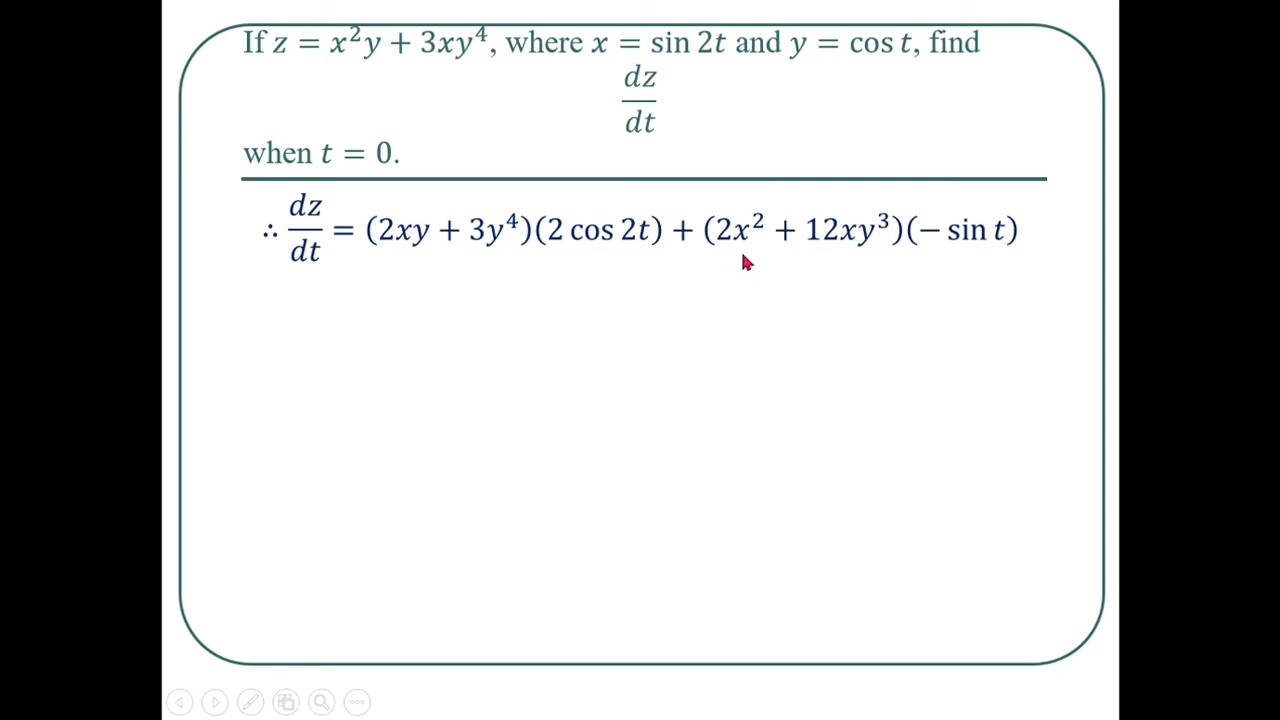 If z = x²y + 3xy⁴, where x = sin 2t and y = cos t, find
dz
dt
when t = 0.
∴ dz/dt = (2xy + 3y⁴)(2 cos 2t) + (2x² + 12xy³)(− sin t)